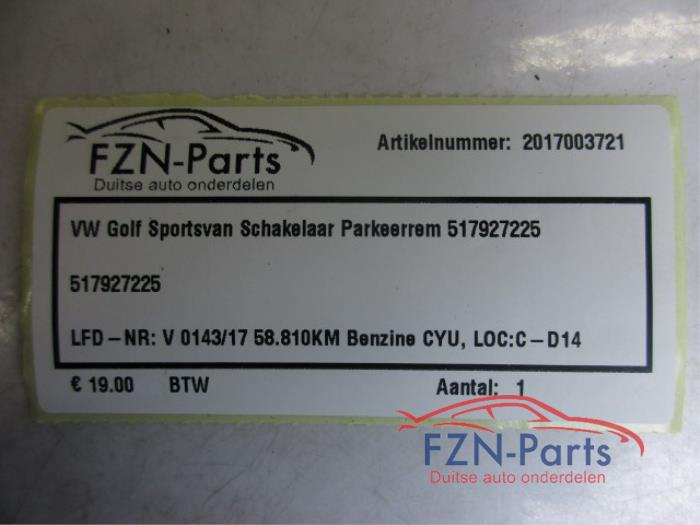 FZN-Parts
Duitse auto onderdelen
Artikelnummer: 2017003721
VW Golf Sportsvan Schakelaar Parkeerrem 517927225
517927225
LFD-NR: V 0143/17 58.810KM Benzine CYU, LOC:C-D14
€ 19.00 BTW Aantal: 1
FZN-Parts
Duitse auto onderdelen